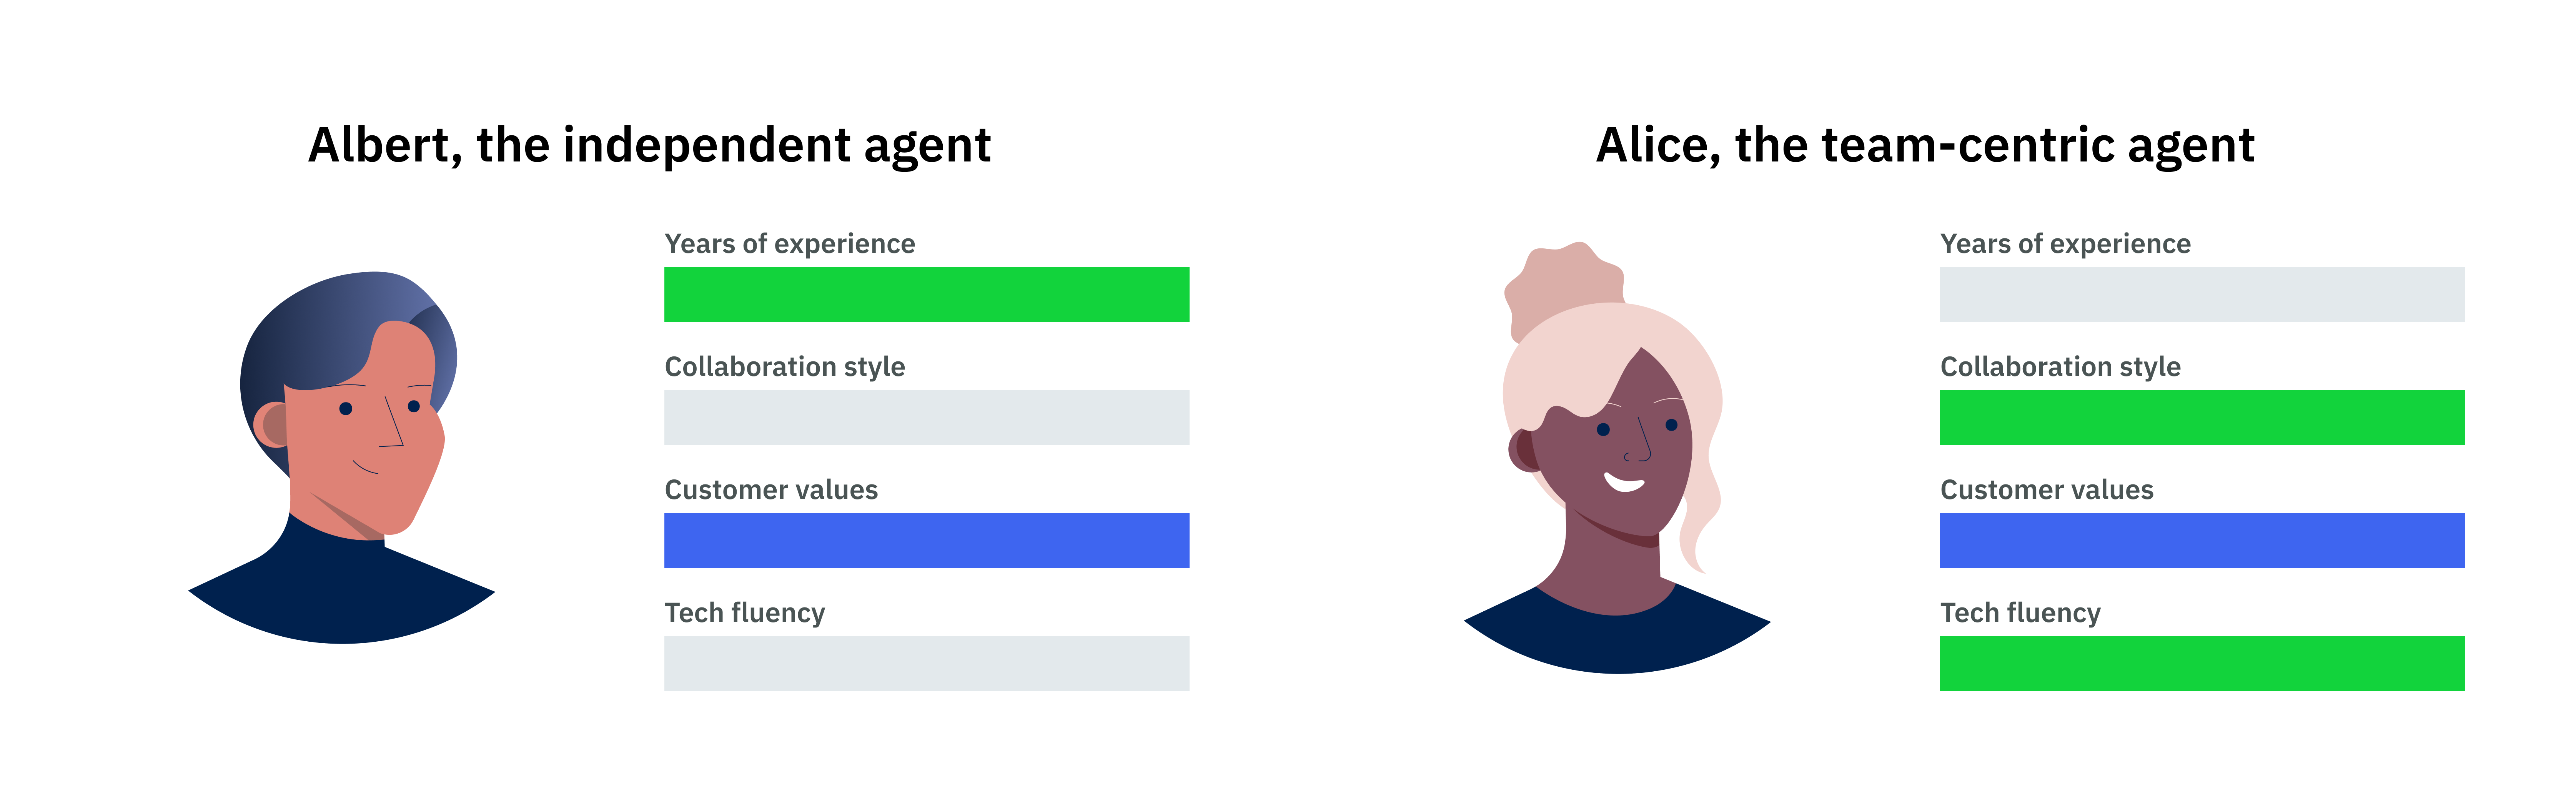 Albert, the independent agent
Years of experience
Collaboration style
Customer values
Tech fluency
Alice, the team-centric agent
Years of experience
Collaboration style
Customer values
Tech fluency